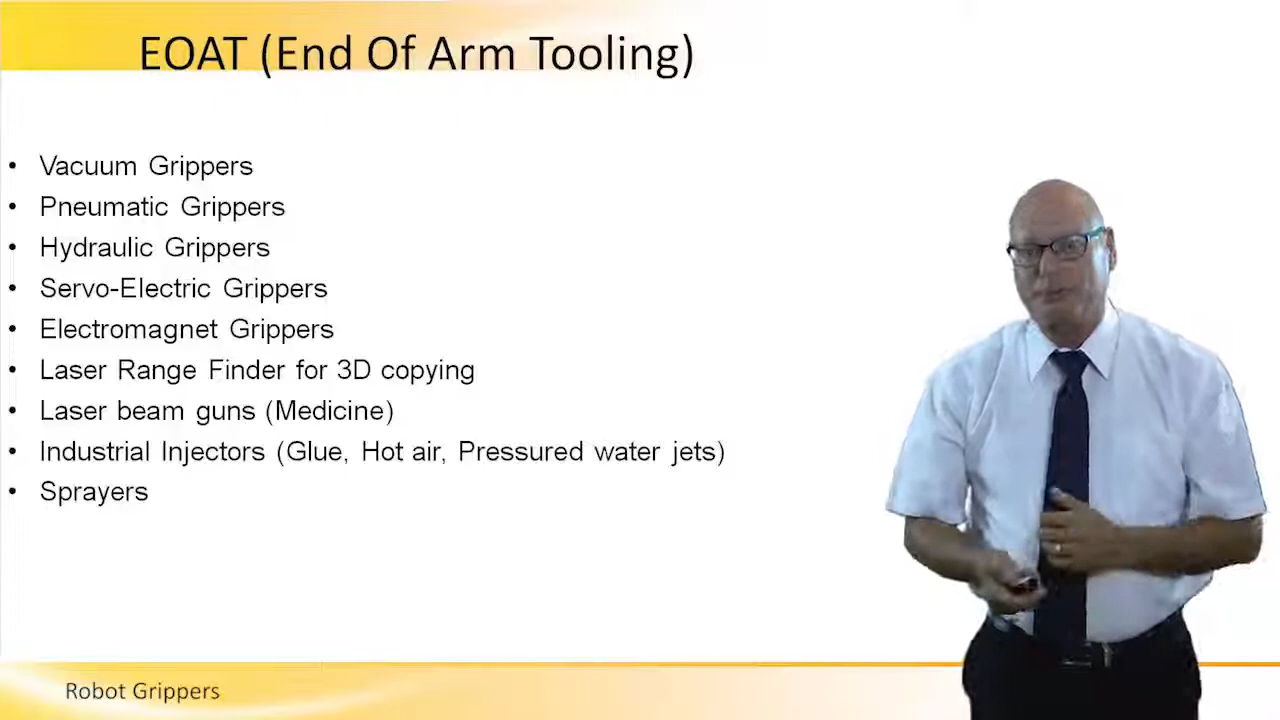 EOAT (End Of Arm Tooling)
• Vacuum Grippers
• Pneumatic Grippers
• Hydraulic Grippers
• Servo-Electric Grippers
• Electromagnet Grippers
• Laser Range Finder for 3D copying
• Laser beam guns (Medicine)
• Industrial Injectors (Glue, Hot air, Pressured water jets)
• Sprayers
Robot Grippers